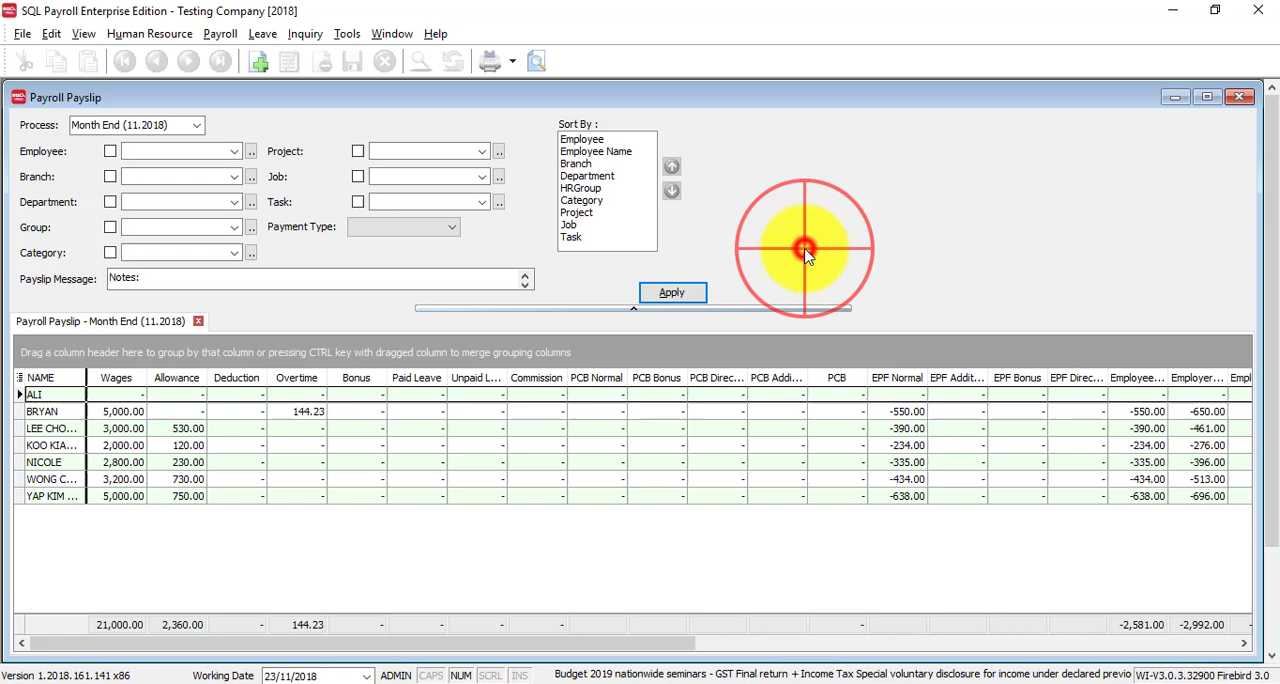 SQL Payroll Enterprise Edition - Testing Company [2018]
File Edit View Human Resource Payroll Leave Inquiry Tools Window Help
Payroll Payslip
Process: Month End (11.2018) Sort By :
Employee: .. Project: ..
Branch: .. Job: ..
Department: .. Task: ..
Group: .. Payment Type:
Category: ..
Employee
Employee Name
Branch
Department
HRGroup
Category
Project
Job
Task
Payslip Message: Notes:
Apply
Payroll Payslip - Month End (11.2018)
Drag a column header here to group by that column or pressing CTRL key with dragged column to merge grouping columns
NAME Wages Allowance Deduction Overtime Bonus Paid Leave Unpaid L... Commission PCB Normal PCB Bonus PCB Direc... PCB Addi... PCB EPF Normal EPF Addit... EPF Bonus EPF Direc... Employee... Employer... Empl
ALI - - - - - - - - - - - - - - - - - - -
BRYAN 5,000.00 - - 144.23 - - - - - - - - - -550.00 - - - -550.00 -650.00
LEE CHO... 3,000.00 530.00 - - - - - - - - - - - -390.00 - - - -390.00 -461.00
KOO KIA... 2,000.00 120.00 - - - - - - - - - - - -234.00 - - - -234.00 -276.00
NICOLE 2,800.00 230.00 - - - - - - - - - - - -335.00 - - - -335.00 -396.00
WONG C... 3,200.00 730.00 - - - - - - - - - - - -434.00 - - - -434.00 -513.00
YAP KIM ... 5,000.00 750.00 - - - - - - - - - - - -638.00 - - - -638.00 -696.00
21,000.00 2,360.00 - 144.23 - - - - - - -2,581.00 -2,992.00 -
Version 1.2018.161.141 x86 Working Date 23/11/2018 ADMIN CAPS NUM SCRL INS Budget 2019 nationwide seminars - GST Final return + Income Tax Special voluntary disclosure for income under declared previo WI-V3.0.3.32900 Firebird 3.0